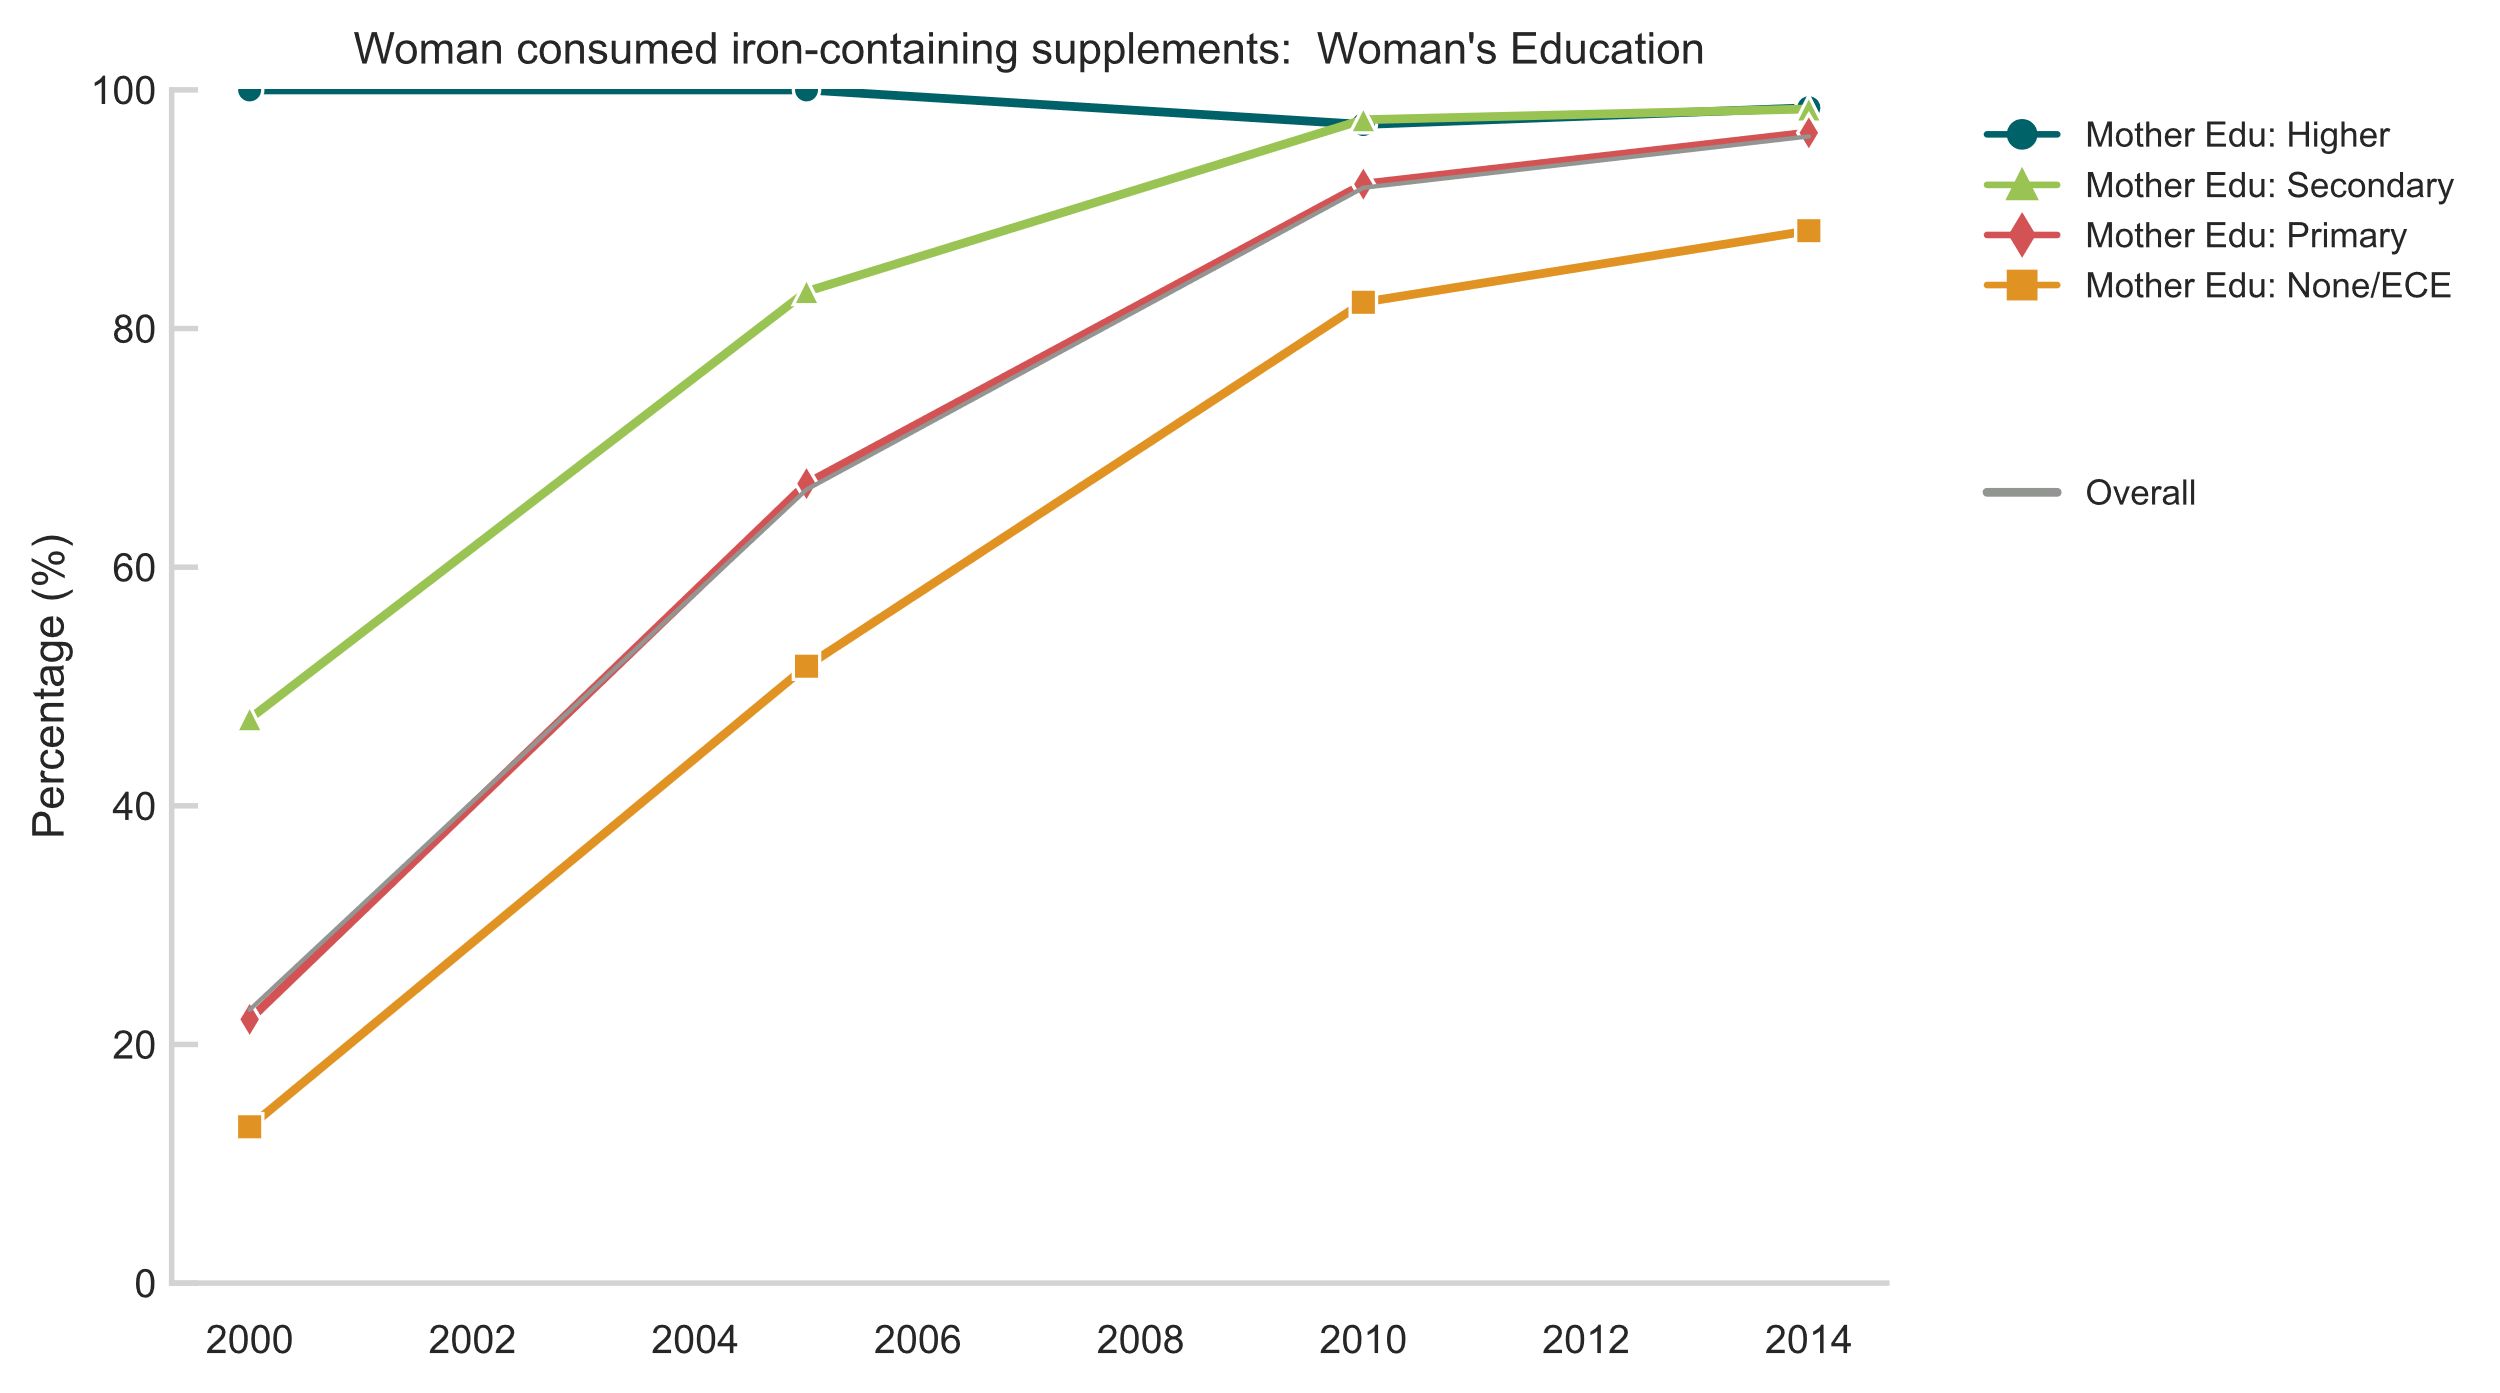 Woman consumed iron-containing supplements: Woman's Education
Percentage (%)
100
80
60
40
20
0
2000 2002 2004 2006 2008 2010 2012 2014
Mother Edu: Higher
Mother Edu: Secondary
Mother Edu: Primary
Mother Edu: None/ECE
Overall